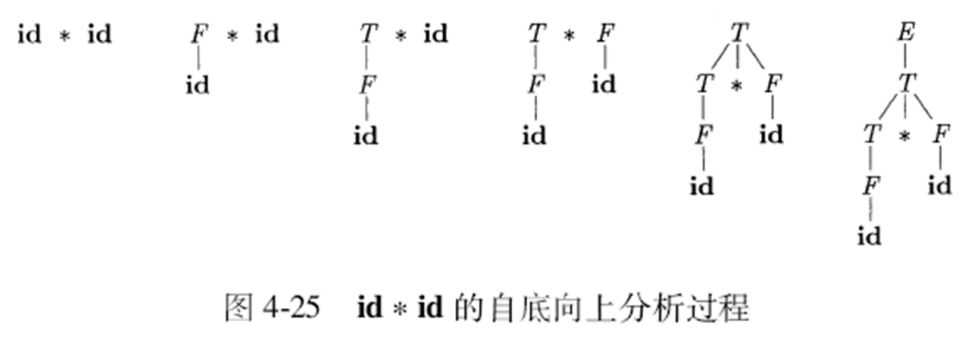 id * id F * id T * id T * F T E
id F F id T * F T
id id F id T * F
id F id
id
图 4-25 id * id 的自底向上分析过程